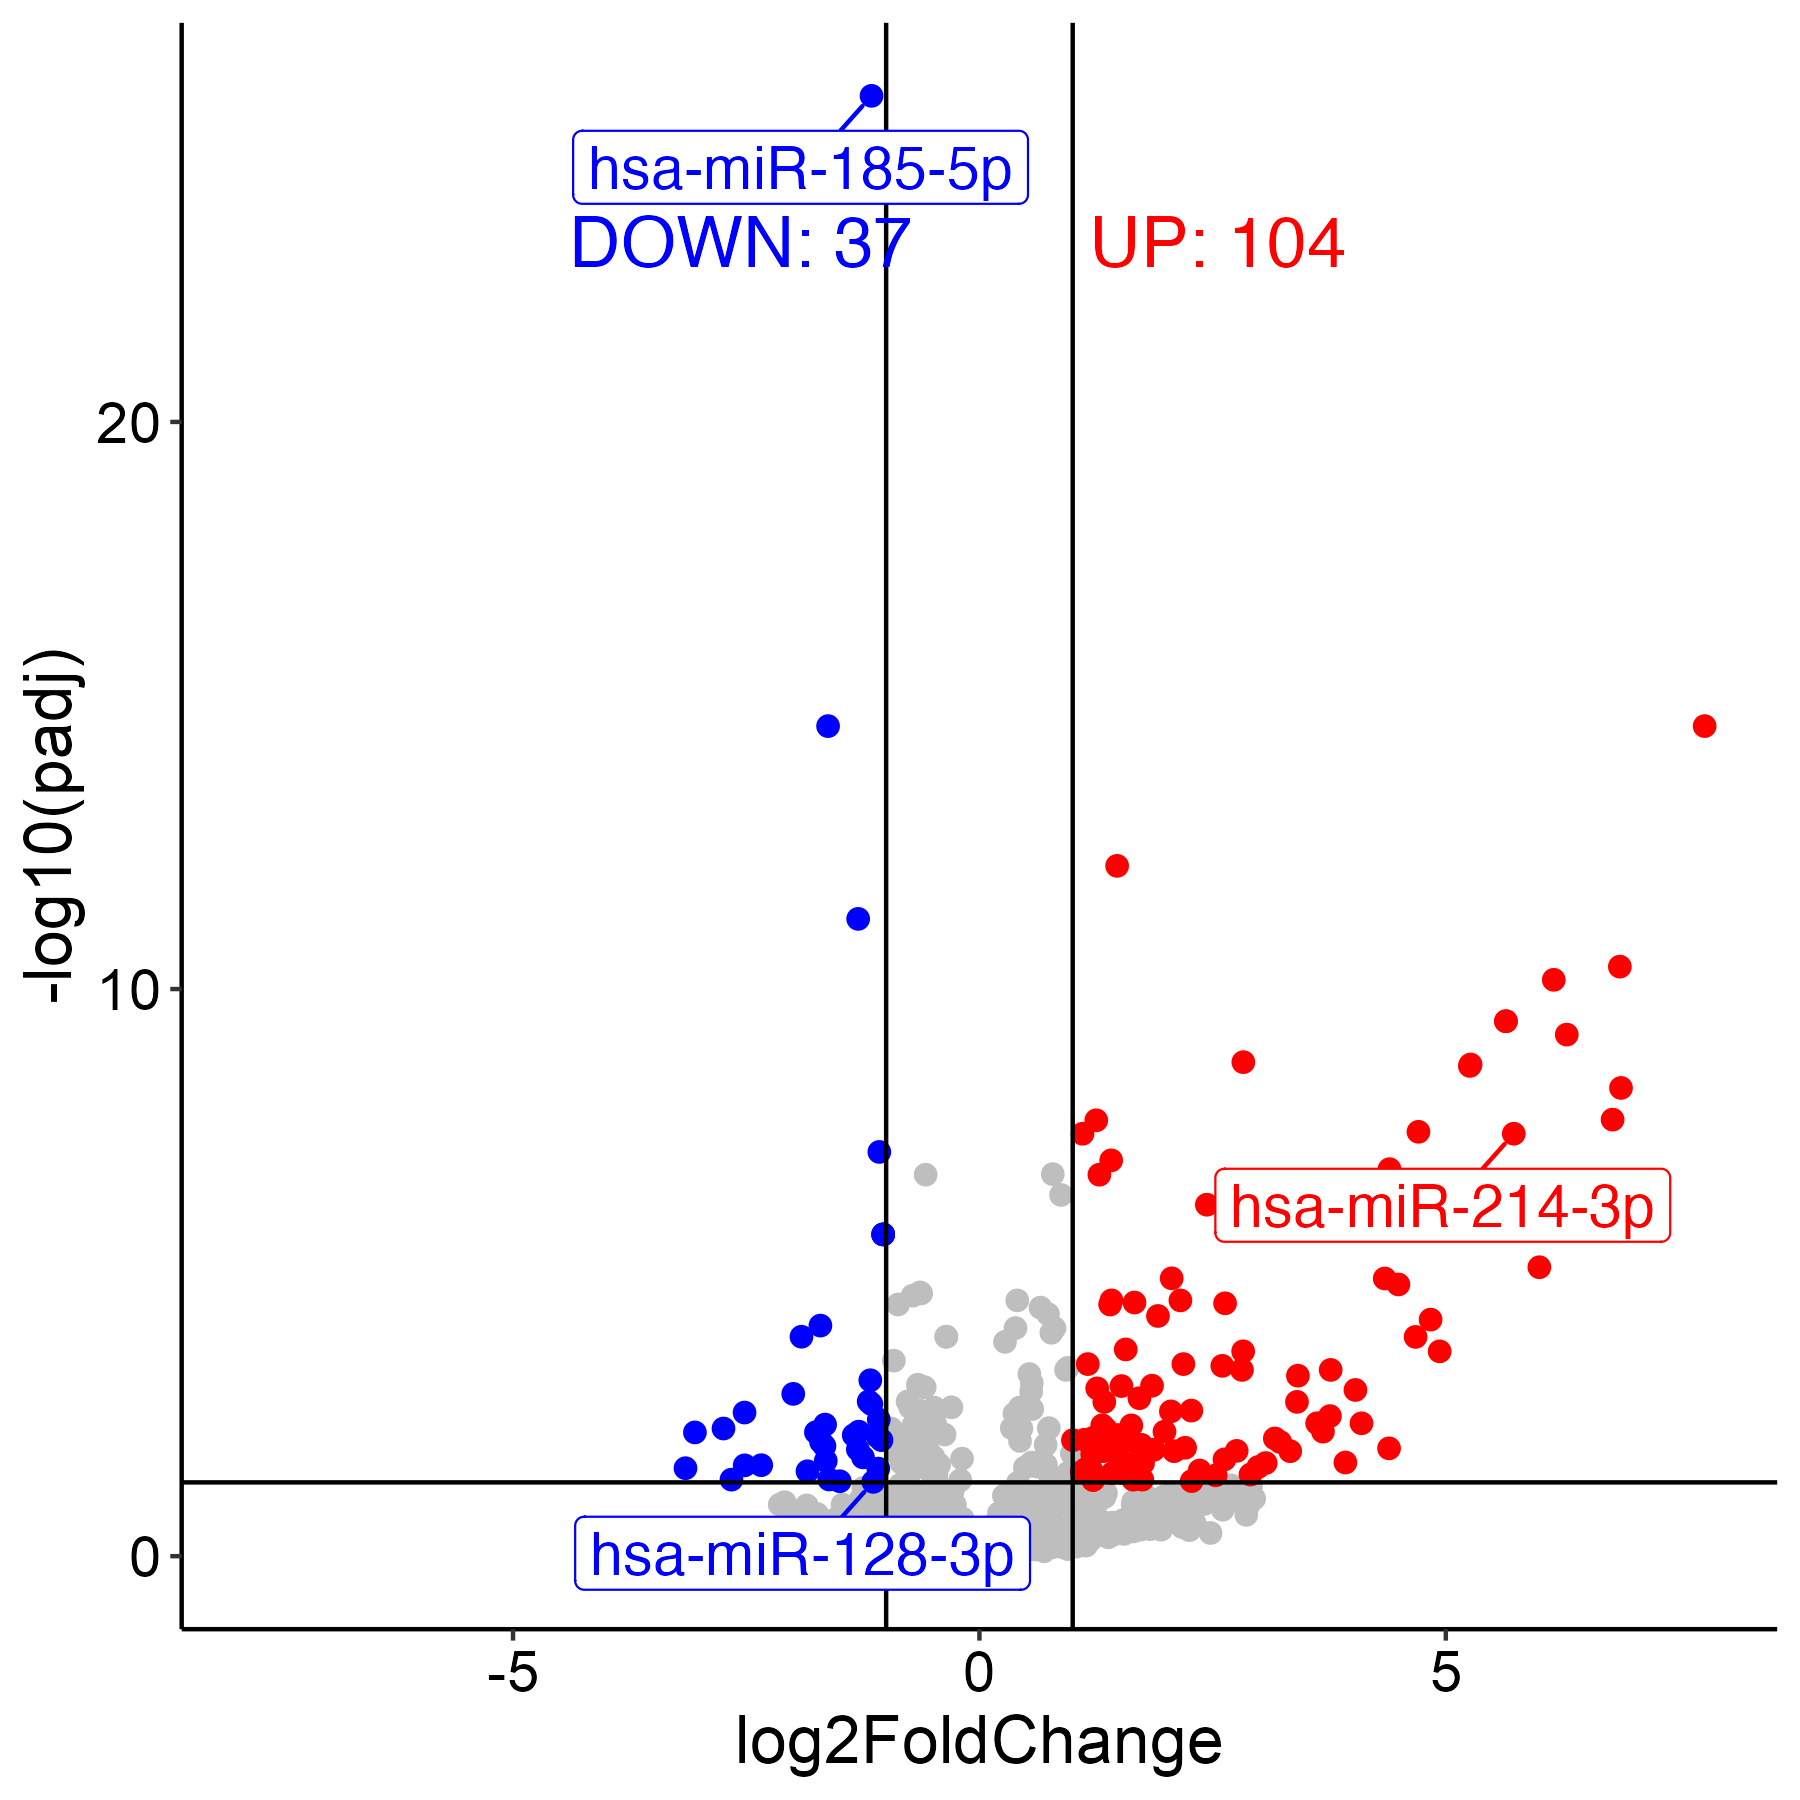 hsa-miR-185-5p
DOWN: 37
UP: 104
20
-log10(padj)
10
hsa-miR-214-3p
hsa-miR-128-3p
0
-5
0
5
log2FoldChange